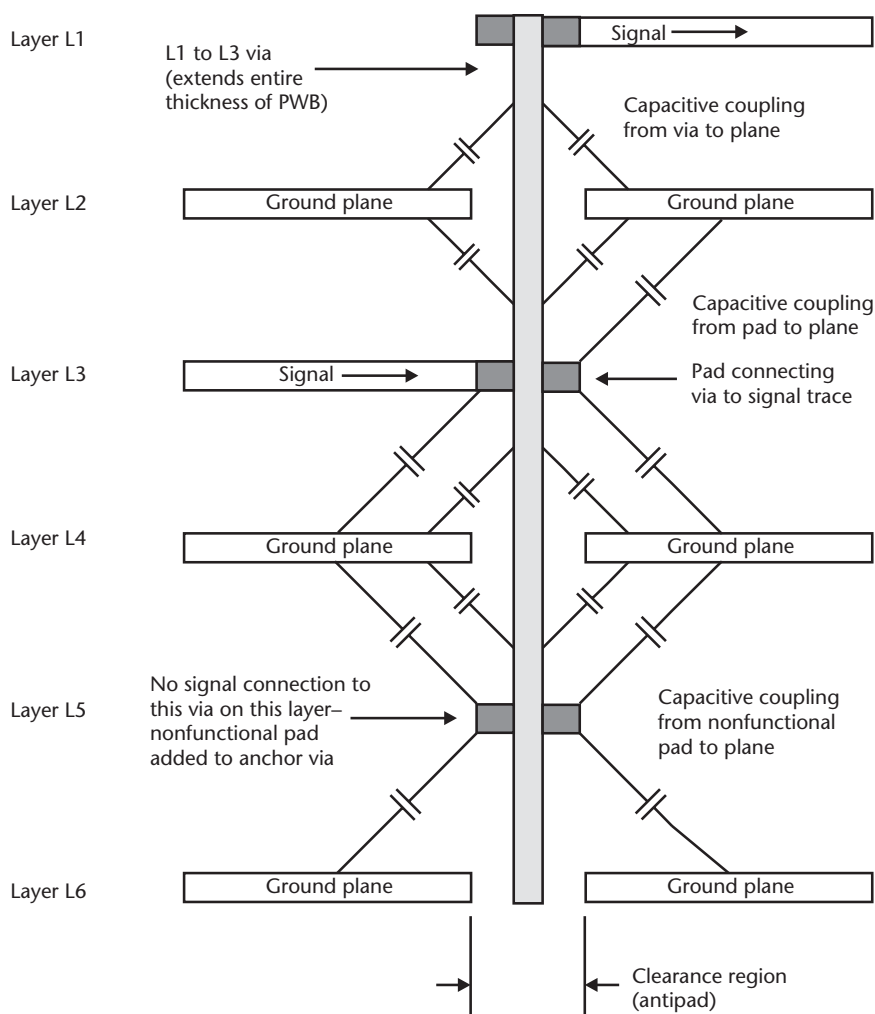 Layer L1
Signal
L1 to L3 via
(extends entire
thickness of PWB)
Capacitive coupling
from via to plane
Layer L2
Ground plane
Ground plane
Capacitive coupling
from pad to plane
Layer L3
Signal
Pad connecting
via to signal trace
Layer L4
Ground plane
Ground plane
No signal connection to
this via on this layer–
nonfunctional pad
added to anchor via
Layer L5
Capacitive coupling
from nonfunctional
pad to plane
Layer L6
Ground plane
Ground plane
Clearance region
(antipad)